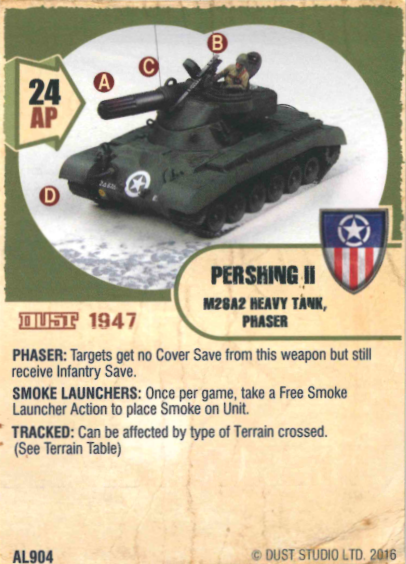 24
AP
A
C
B
D
PERSHING II
M26A2 HEAVY TANK,
PHASER
DUST 1947
PHASER: Targets get no Cover Save from this weapon but still
receive Infantry Save.
SMOKE LAUNCHERS: Once per game, take a Free Smoke
Launcher Action to place Smoke on Unit.
TRACKED: Can be affected by type of Terrain crossed.
(See Terrain Table)
AL904
© DUST STUDIO LTD. 2016